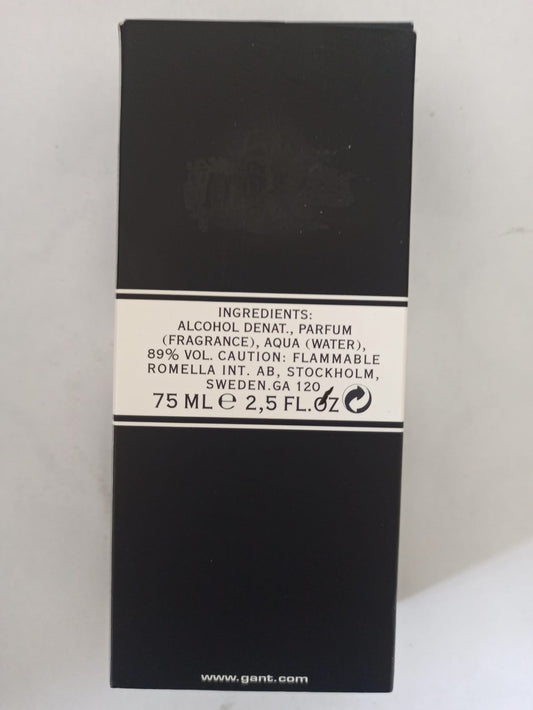 INGREDIENTS:
ALCOHOL DENAT., PARFUM
(FRAGRANCE), AQUA (WATER),
89% VOL. CAUTION: FLAMMABLE
ROMELLA INT. AB, STOCKHOLM,
SWEDEN.GA 120
75 ML ℮ 2,5 FL.OZ
www.gant.com